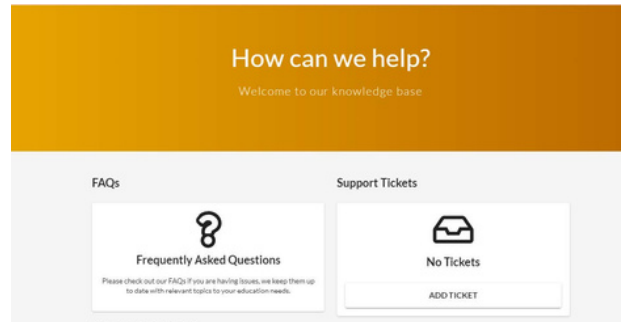 How can we help?
Welcome to our knowledge base
FAQs
Support Tickets
Frequently Asked Questions
Please check out our FAQs if you are having issues, we keep them up
to date with relevant topics to your education needs.
No Tickets
ADD TICKET